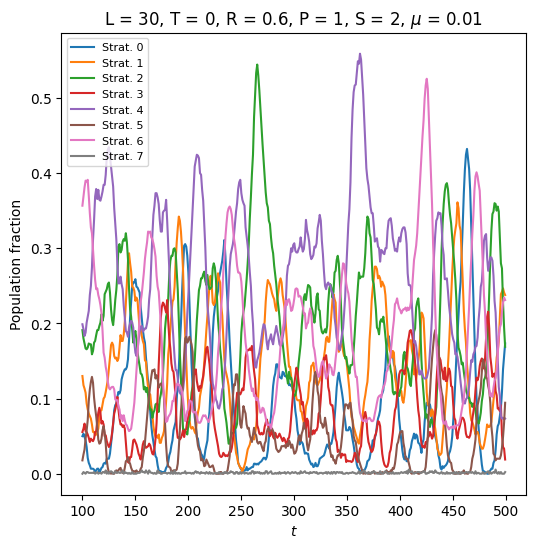 L = 30, T = 0, R = 0.6, P = 1, S = 2, μ = 0.01
Strat. 0
Strat. 1
Strat. 2
Strat. 3
Strat. 4
Strat. 5
Strat. 6
Strat. 7
Population fraction
0.5
0.4
0.3
0.2
0.1
0.0
100 150 200 250 300 350 400 450 500
t